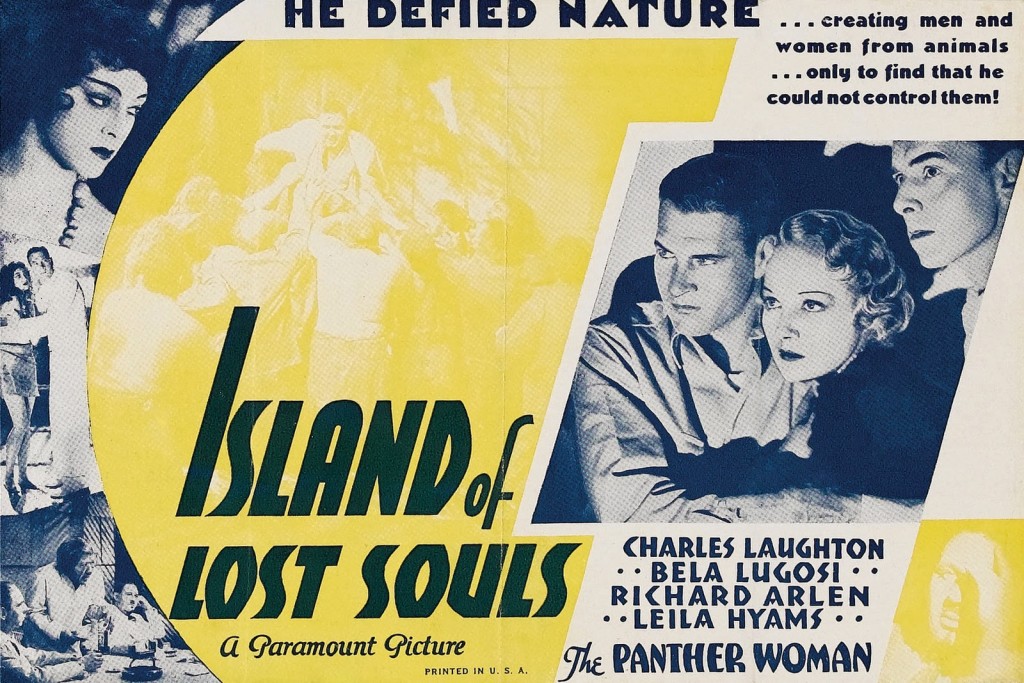 HE DEFIED NATURE
...creating men and
women from animals
...only to find that he
could not control them!
ISLAND of
LOST SOULS
A Paramount Picture
PRINTED IN U. S. A.
CHARLES LAUGHTON
··BELA LUGOSI··
RICHARD ARLEN
··LEILA HYAMS··
The PANTHER WOMAN